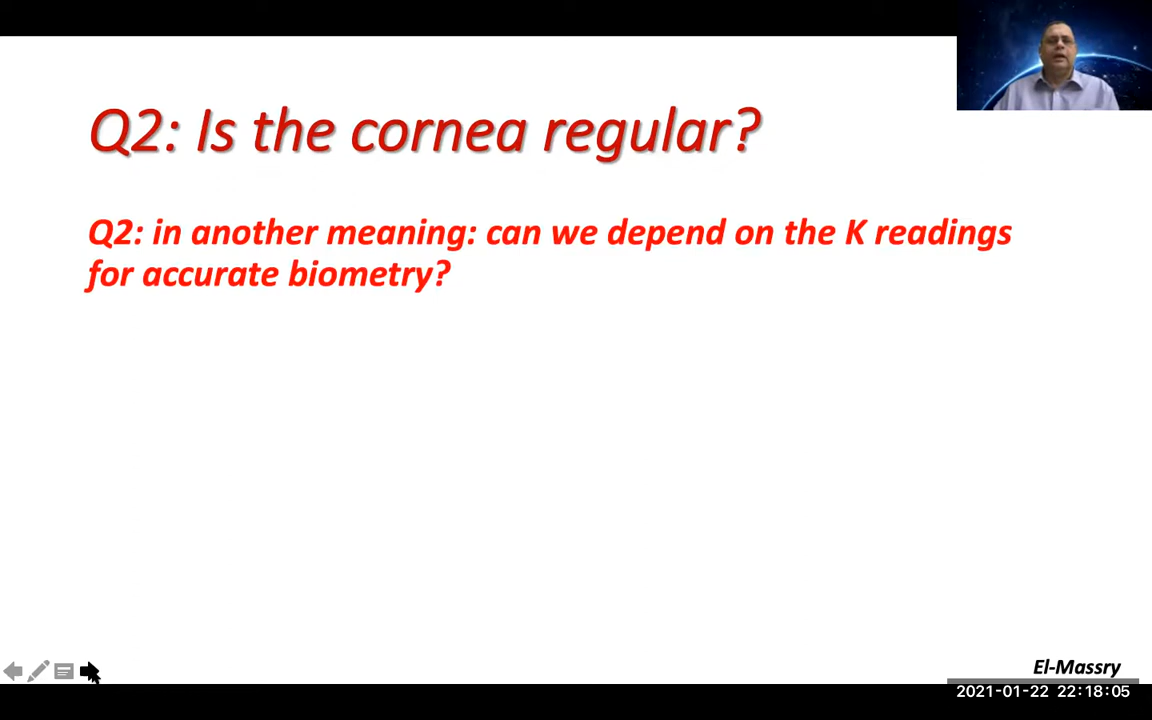 Q2: Is the cornea regular?
Q2: in another meaning: can we depend on the K readings
for accurate biometry?
El-Massry
2021-01-22 22:18:05